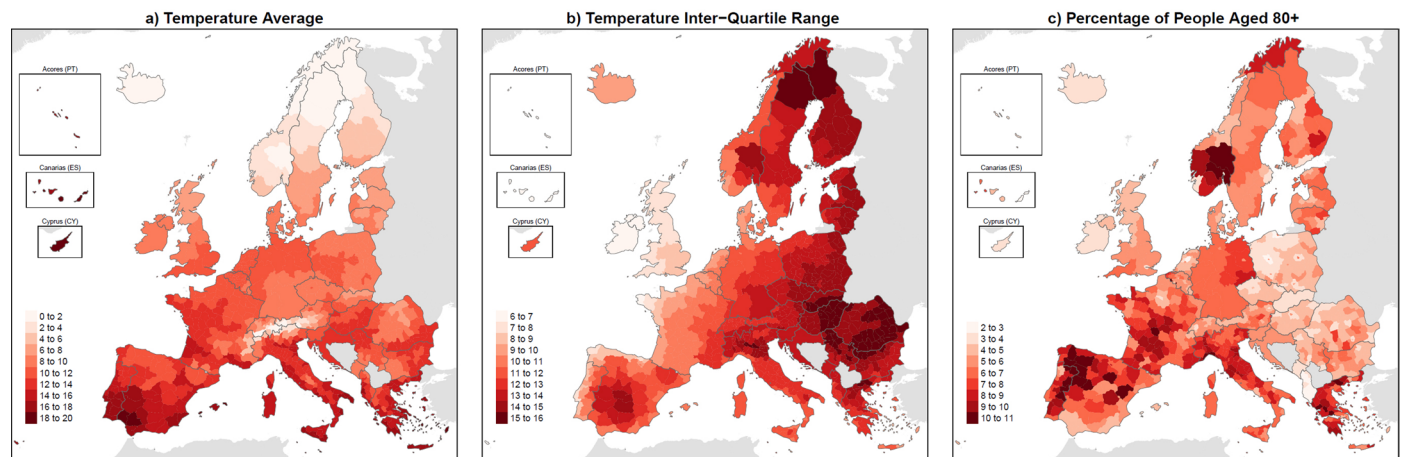 a) Temperature Average
Acores (PT)
Canarias (ES)
Cyprus (CY)
0 to 2
2 to 4
4 to 6
6 to 8
8 to 10
10 to 12
12 to 14
14 to 16
16 to 18
18 to 20
b) Temperature Inter−Quartile Range
Acores (PT)
Canarias (ES)
Cyprus (CY)
6 to 7
7 to 8
8 to 9
9 to 10
10 to 11
11 to 12
12 to 13
13 to 14
14 to 15
15 to 16
c) Percentage of People Aged 80+
Acores (PT)
Canarias (ES)
Cyprus (CY)
2 to 3
3 to 4
4 to 5
5 to 6
6 to 7
7 to 8
8 to 9
9 to 10
10 to 11